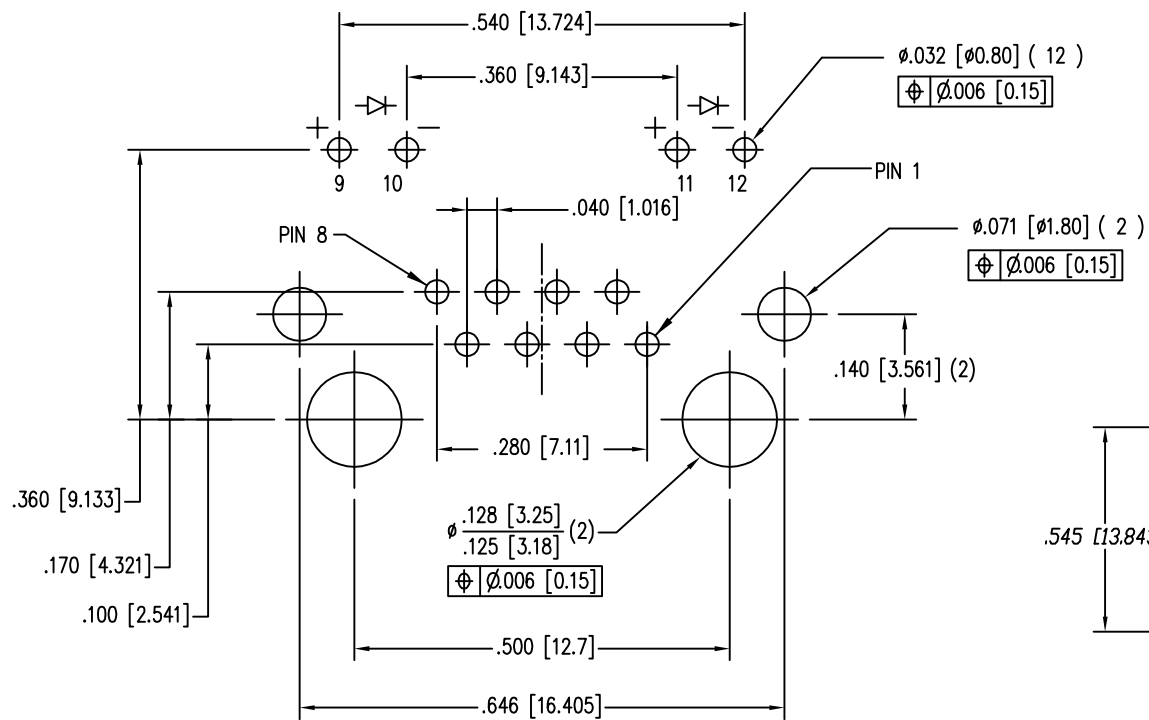 .540 [13.724]
ø.032 [ø0.80] ( 12 )
.360 [9.143]
⌖ Ø.006 [0.15]
+ − + −
9 10 11 12
PIN 1
.040 [1.016]
ø.071 [ø1.80] ( 2 )
PIN 8
⌖ Ø.006 [0.15]
.140 [3.561] (2)
.280 [7.11]
.360 [9.133]
ø .128 [3.25] (2)
.125 [3.18]
.545 [13.843
.170 [4.321]
⌖ Ø.006 [0.15]
.100 [2.541]
.500 [12.7]
.646 [16.405]